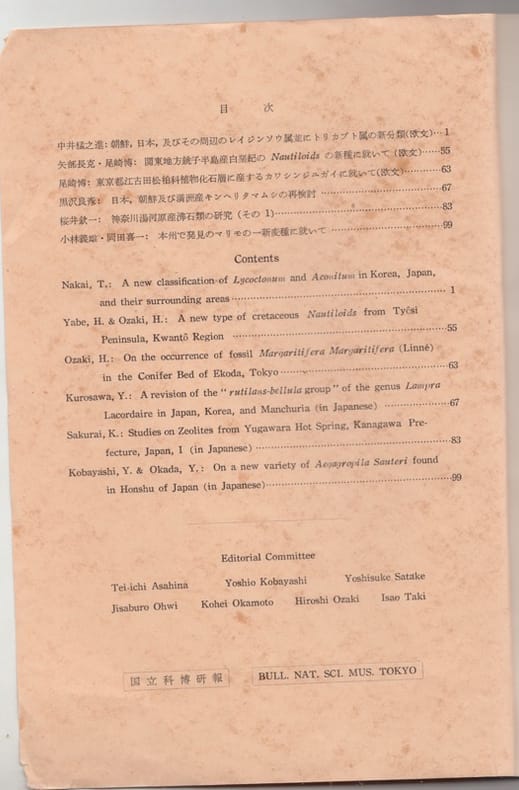 目 次
中井猛之進: 朝鮮, 日本, 及びその周辺のレイジンソウ属並にトリカブト属の新分類(欧文)…1
矢部長克・尾崎博: 関東地方銚子半島産白堊紀の Nautiloids の新種に就いて(欧文)……55
尾崎博: 東京都江古田松柏科植物化石層に産するカワシンジユガイに就いて(欧文)………63
黒沢良彦: 日本, 朝鮮及び満洲産キンヘリタマムシの再検討……………67
桜井欽一: 神奈川湯河原産沸石類の研究(その1)……………83
小林義雄・岡田喜一: 本州で発見のマリモの一新変種に就いて……………99
Contents
Nakai, T.: A new classification of Lycoctonum and Aconitum in Korea, Japan,
and their surrounding areas …………… 1
Yabe, H. & Ozaki, H.: A new type of cretaceous Nautiloids from Tyôsi
Peninsula, Kwantô Region ……………55
Ozaki, H.: On the occurrence of fossil Margaritifera Margaritifera (Linné)
in the Conifer Bed of Ekoda, Tokyo……………63
Kurosawa, Y.: A revision of the "rutilans-bellula group" of the genus Lampra
Lacordaire in Japan, Korea, and Manchuria (in Japanese) ……………67
Sakurai, K.: Studies on Zeolites from Yugawara Hot Spring, Kanagawa Pre-
fecture, Japan, I (in Japanese) ……………83
Kobayashi, Y. & Okada, Y.: On a new variety of Aegagropila Sauteri found
in Honshu of Japan (in Japanese)……………99
Editorial Committee
Tei-ichi Asahina Yoshio Kobayashi Yoshisuke Satake
Jisaburo Ohwi Kohei Okamoto Hiroshi Ozaki Isao Taki
国立科博研報 BULL. NAT. SCI. MUS. TOKYO